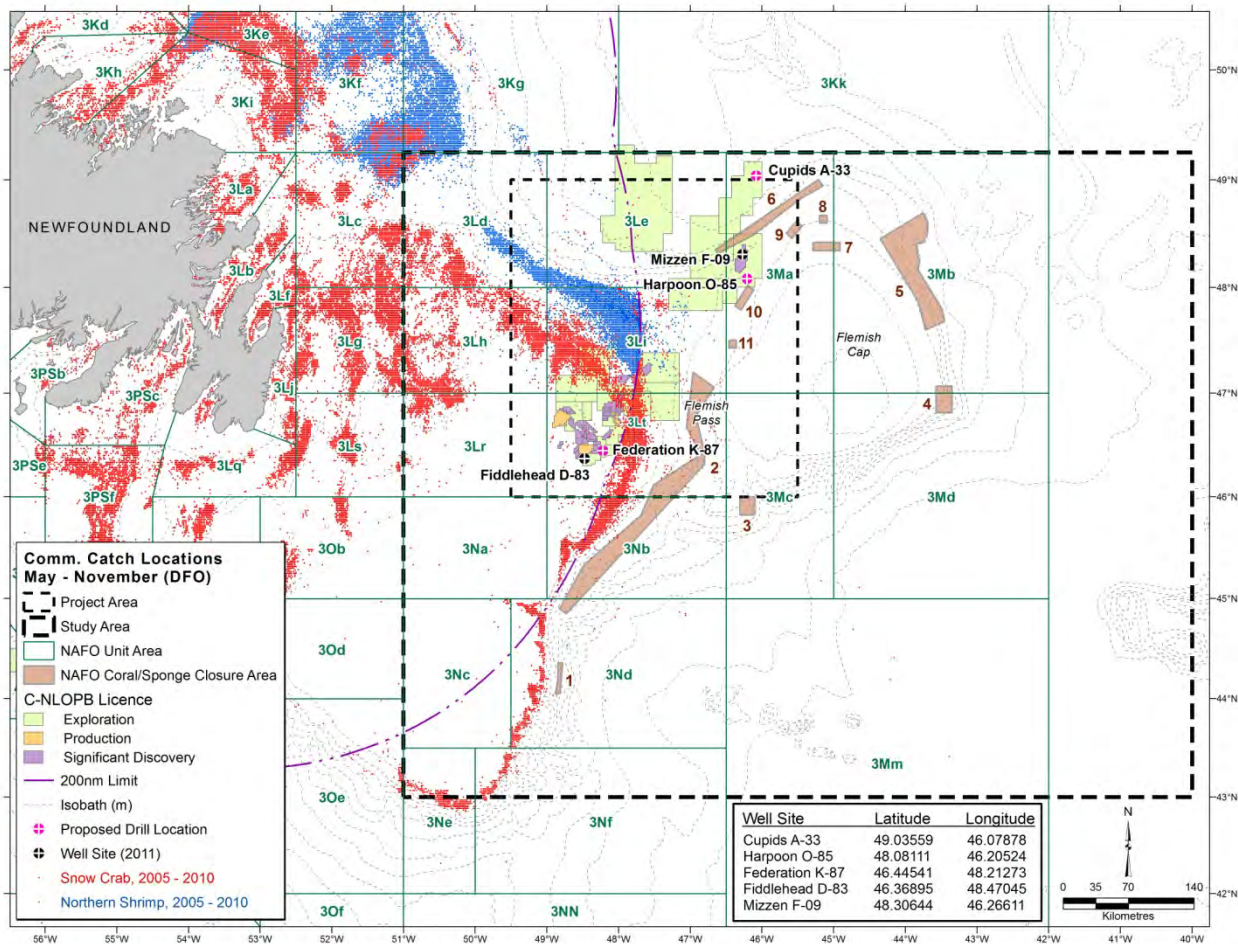 3Kd
3Ke
3Kh
3Ki
3Kf
3Kg
3Kk
50°N
49°N
48°N
47°N
46°N
45°N
44°N
43°N
42°N
Cupids A-33
6
8
9
7
3La
3Lc
3Ld
3Le
NEWFOUNDLAND
Mizzen F-09
3Ma
3Mb
Harpoon O-85
5
10
3Lb
3Lf
3Lg
3Lh
3Li
11
Flemish
Cap
3PSb
3PSc
3Lj
4
Flemish
Pass
3Lt
3PSe
3Lq
3Ls
3Lr
Federation K-87
Fiddlehead D-83
2
3PSf
3Mc
3Md
3
3Ob
3Na
3Nb
3Od
3Nc
3Nd
1
3Mm
3Oe
3Ne
3Nf
3Of
3NN
Comm. Catch Locations
May - November (DFO)
Project Area
Study Area
NAFO Unit Area
NAFO Coral/Sponge Closure Area
C-NLOPB Licence
Exploration
Production
Significant Discovery
200nm Limit
Isobath (m)
Proposed Drill Location
Well Site (2011)
Snow Crab, 2005 - 2010
Northern Shrimp, 2005 - 2010
Well Site Latitude Longitude
Cupids A-33 49.03559 46.07878
Harpoon O-85 48.08111 46.20524
Federation K-87 46.44541 48.21273
Fiddlehead D-83 46.36895 48.47045
Mizzen F-09 48.30644 46.26611
N
0 35 70 140
Kilometres
56°W 55°W 54°W 53°W 52°W 51°W 50°W 49°W 48°W 47°W 46°W 45°W 44°W 43°W 42°W 41°W 40°W